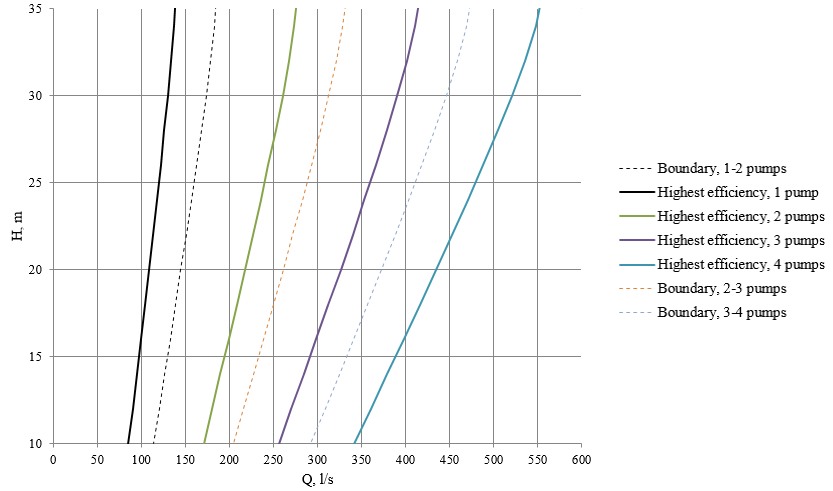 35
30
25
20
15
10
H, m
0 50 100 150 200 250 300 350 400 450 500 550 600
Q, l/s
Boundary, 1-2 pumps
Highest efficiency, 1 pump
Highest efficiency, 2 pumps
Highest efficiency, 3 pumps
Highest efficiency, 4 pumps
Boundary, 2-3 pumps
Boundary, 3-4 pumps